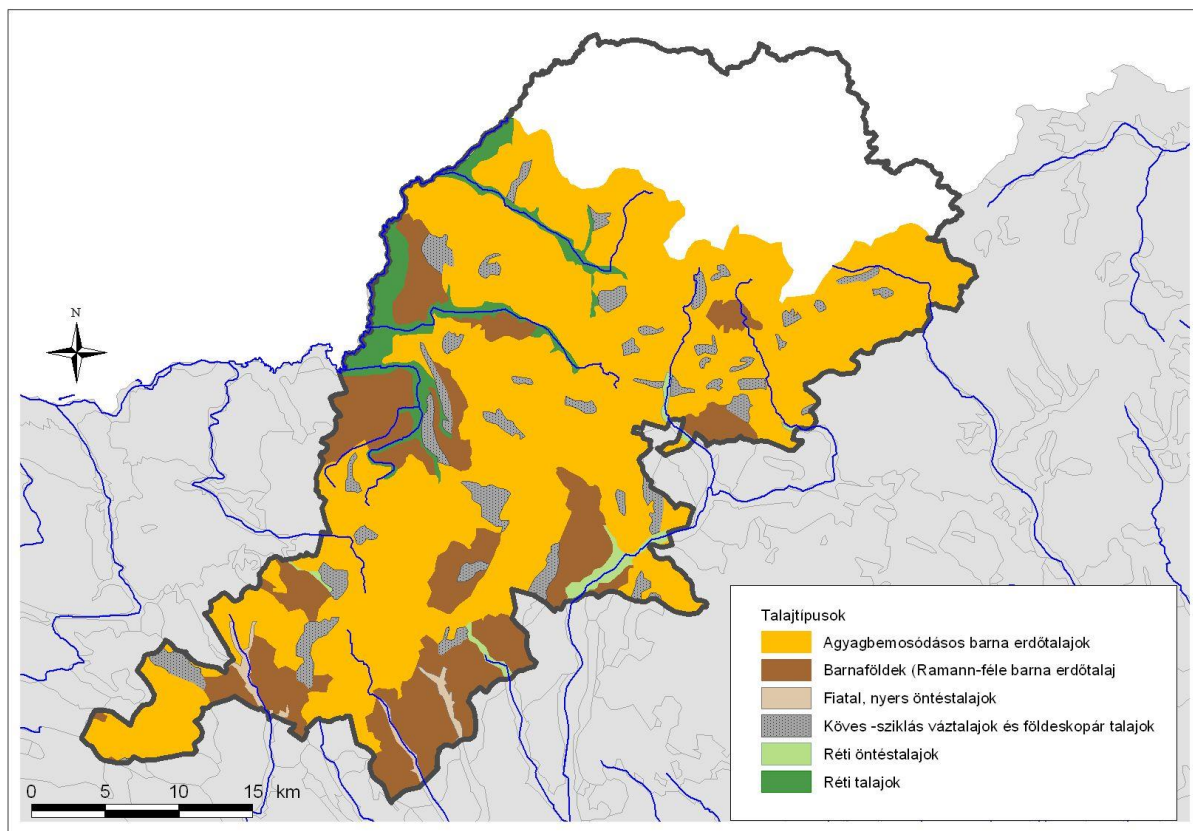 N
Talajtípusok
Agyagbemosódásos barna erdőtalajok
Barnaföldek (Ramann-féle barna erdőtalaj
Fiatal, nyers öntéstalajok
Köves -sziklás váztalajok és földeskopár talajok
Réti öntéstalajok
Réti talajok
0 5 10 15 km